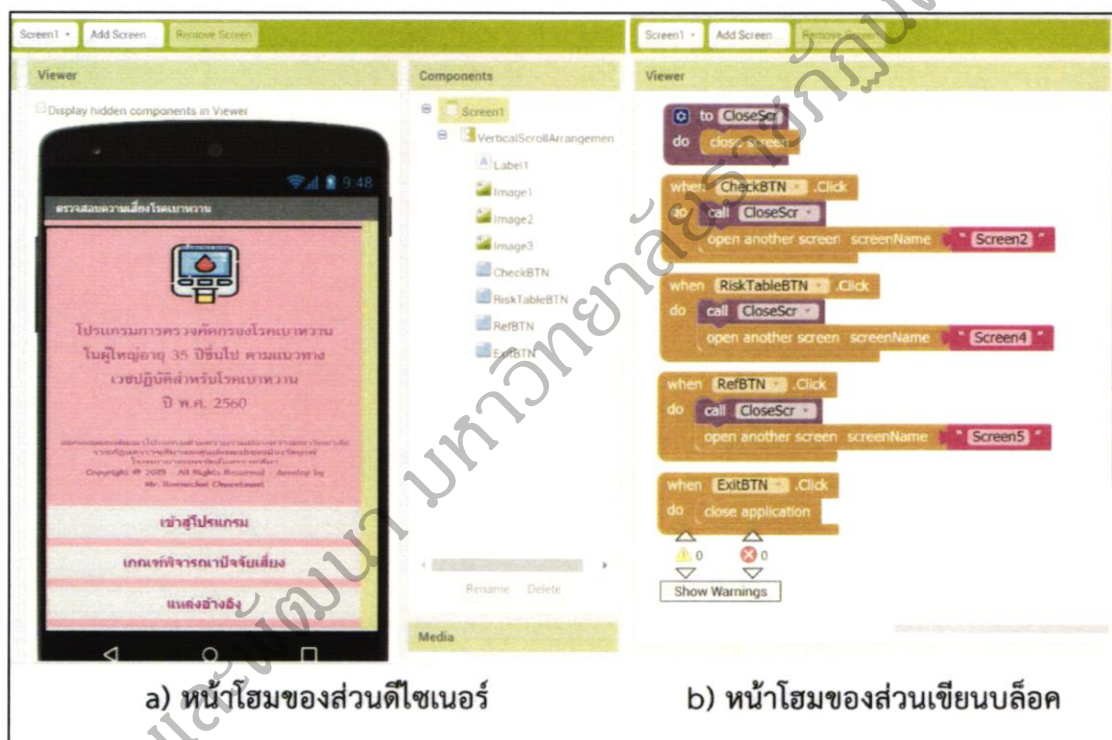 Screen1
Add Screen ...
Remove Screen
Viewer
Display hidden components in Viewer
9:48
ตรวจสอบความเสี่ยงโรคเบาหวาน
โปรแกรมการตรวจคัดกรองโรคเบาหวาน
ในผู้ใหญ่อายุ 35 ปีขึ้นไป ตามแนวทาง
เวชปฏิบัติสำหรับโรคเบาหวาน
ปี พ.ศ. 2560
Copyright © 2019 - All Rights Reserved - develop by
Mr.
เข้าสู่โปรแกรม
เกณฑ์พิจารณาปัจจัยเสี่ยง
แหล่งอ้างอิง
Components
Screen1
VerticalScrollArrangemen
Label1
Image1
Image2
Image3
CheckBTN
RiskTableBTN
RefBTN
ExitBTN
Rename Delete
Media
a) หน้าโฮมของส่วนดีไซเนอร์
Screen1
Add Screen ...
Remove Screen
Viewer
to CloseScr
do close screen
when CheckBTN .Click
do call CloseScr
open another screen screenName " Screen2 "
when RiskTableBTN .Click
do call CloseScr
open another screen screenName " Screen4 "
when RefBTN .Click
do call CloseScr
open another screen screenName " Screen5 "
when ExitBTN .Click
do close application
0 0
Show Warnings
b) หน้าโฮมของส่วนเขียนบล็อค